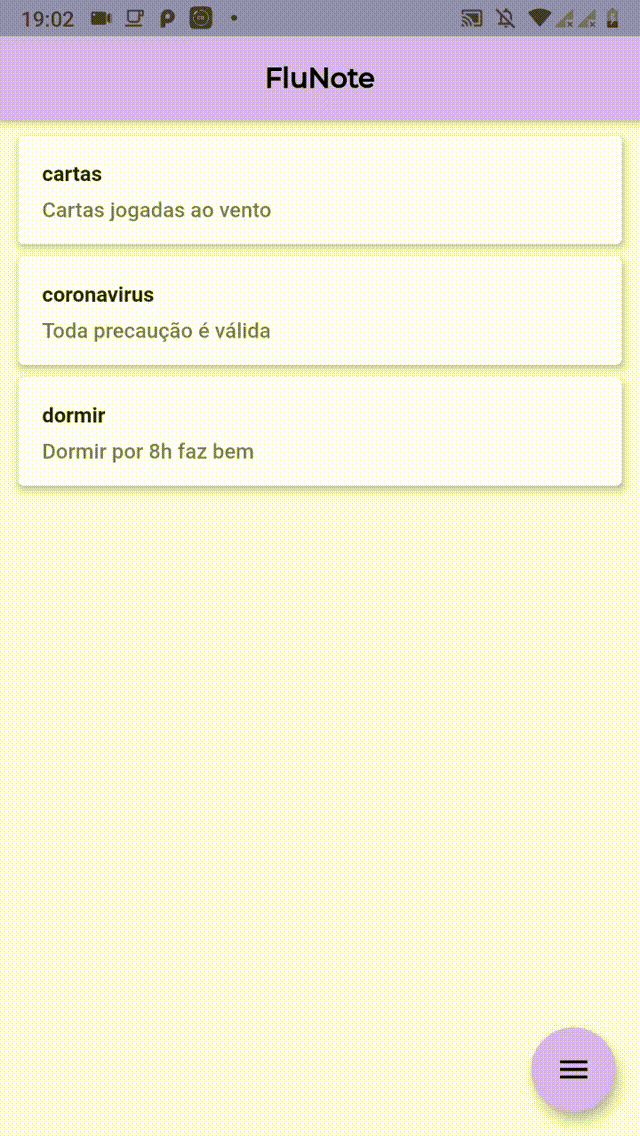 19:02
FluNote
cartas
Cartas jogadas ao vento
coronavirus
Toda precaução é válida
dormir
Dormir por 8h faz bem